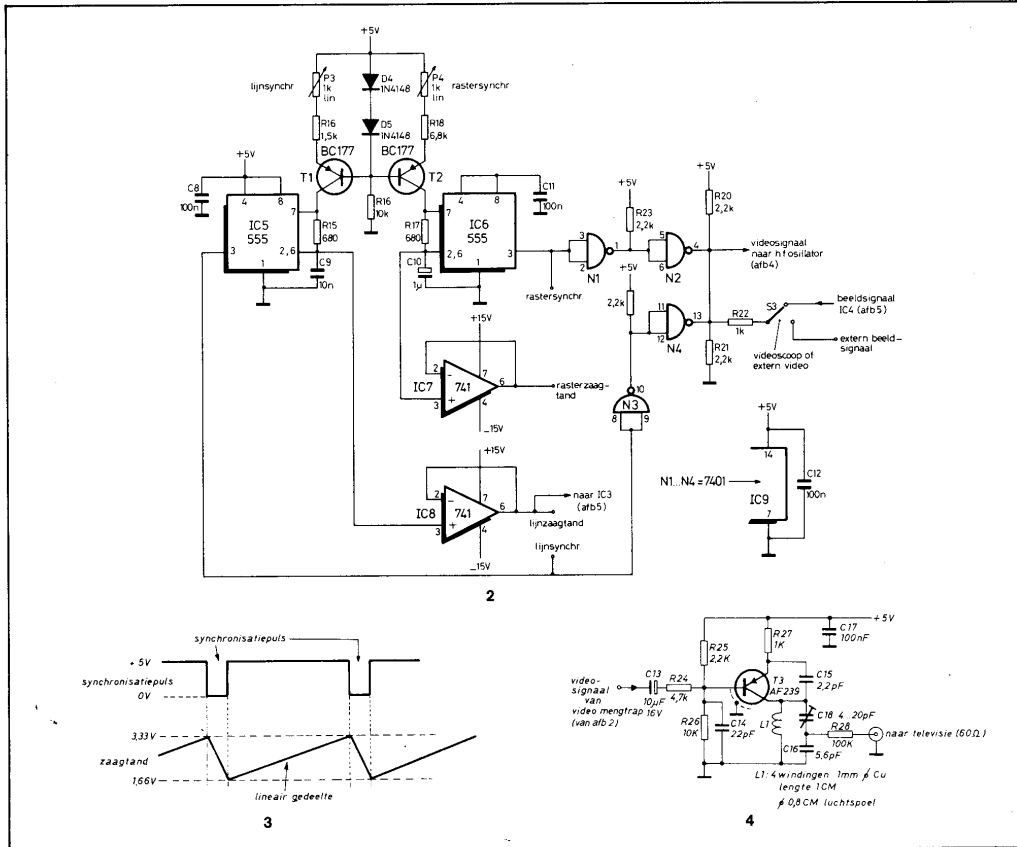 +5V
lijnsynchr
P3
1k
lin
D4
1N4148
P4
1k
lin
rastersynchr
R16
1,5k
D5
1N4148
R18
6,8k
BC177
BC177
T1
T2
+5V
+5V
C8
100n
4
8
7
R15
680
R16
10k
R17
680
4
8
7
C11
100n
IC5
555
3
2,6
1
C9
10n
C10
1µ
IC6
555
2,6
3
1
+5V
R23
2,2k
R20
2,2k
3
2
1
N1
5
6
4
N2
videosignaal
naar hf osillator
(afb4)
rastersynchr.
+5V
2,2k
11
12
13
N4
R22
1k
S3
beeldsignaal
IC4 (afb5)
extern beeld-
signaal
videoscoop of
extern video
R21
2,2k
+15V
2
7
IC7
741
6
3
4
-15V
rasterzaag-
tand
10
N3
8
9
+5V
14
N1...N4=7401
IC9
C12
100n
7
+15V
2
7
IC8
741
6
3
4
-15V
naar IC3
(afb5)
lijnzaagtand
lijnsynchr.
2
synchronisatiepuls
+ 5V
synchronisatiepuls
0V
3,33V
zaagtand
1,66V
lineair gedeelte
3
+5V
R25
2,2K
R27
1K
C17
100nF
video-
signaal
van
video mengtrap
(van afb 2)
C13
10µF
16V
R24
4,7k
T3
AF239
C15
2,2pF
R26
10K
C14
22pF
L1
C18 4...20pF
R28
100K
naar televisie (60Ω)
C16
5,6pF
L1: 4 windingen 1mm ϕ Cu
lengte 1CM
ϕ 0,8CM luchtspoel
4